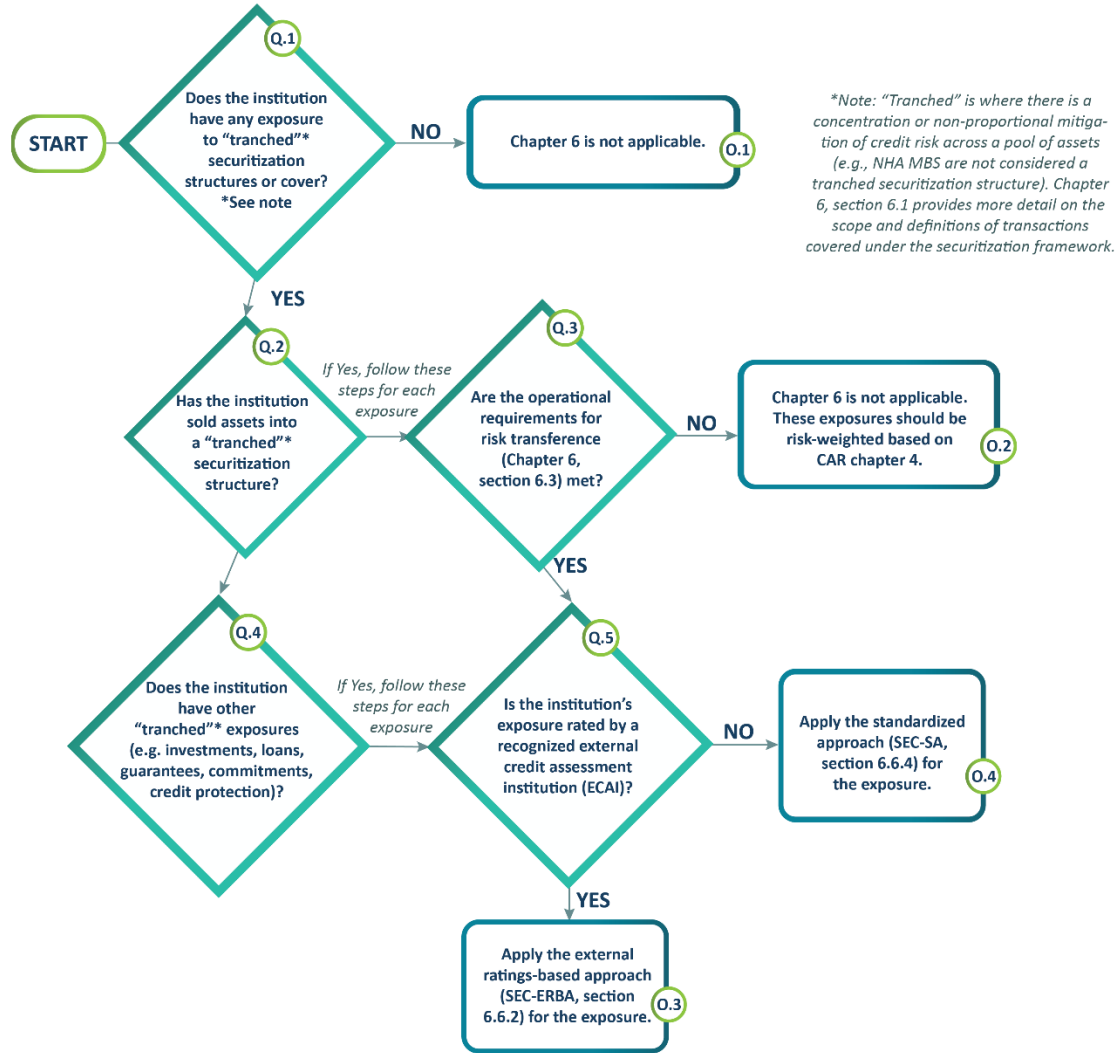 START
Q.1
Does the institution
have any exposure
to “tranched”*
securitization
structures or cover?
*See note
NO
Chapter 6 is not applicable.
O.1
*Note: “Tranched” is where there is a
concentration or non-proportional mitiga-
tion of credit risk across a pool of assets
(e.g., NHA MBS are not considered a
tranched securitization structure). Chapter
6, section 6.1 provides more detail on the
scope and definitions of transactions
covered under the securitization framework.
YES
Q.2
Has the institution
sold assets into
a “tranched”*
securitization
structure?
If Yes, follow these
steps for each
exposure
Q.3
Are the operational
requirements for
risk transference
(Chapter 6,
section 6.3) met?
NO
Chapter 6 is not applicable.
These exposures should be
risk-weighted based on
CAR chapter 4.
O.2
YES
Q.4
Does the institution
have other
“tranched”* exposures
(e.g. investments, loans,
guarantees, commitments,
credit protection)?
If Yes, follow these
steps for each
exposure
Q.5
Is the institution’s
exposure rated by a
recognized external
credit assessment
institution (ECAI)?
NO
Apply the standardized
approach (SEC-SA,
section 6.6.4) for
the exposure.
O.4
YES
Apply the external
ratings-based approach
(SEC-ERBA, section
6.6.2) for the exposure.
O.3